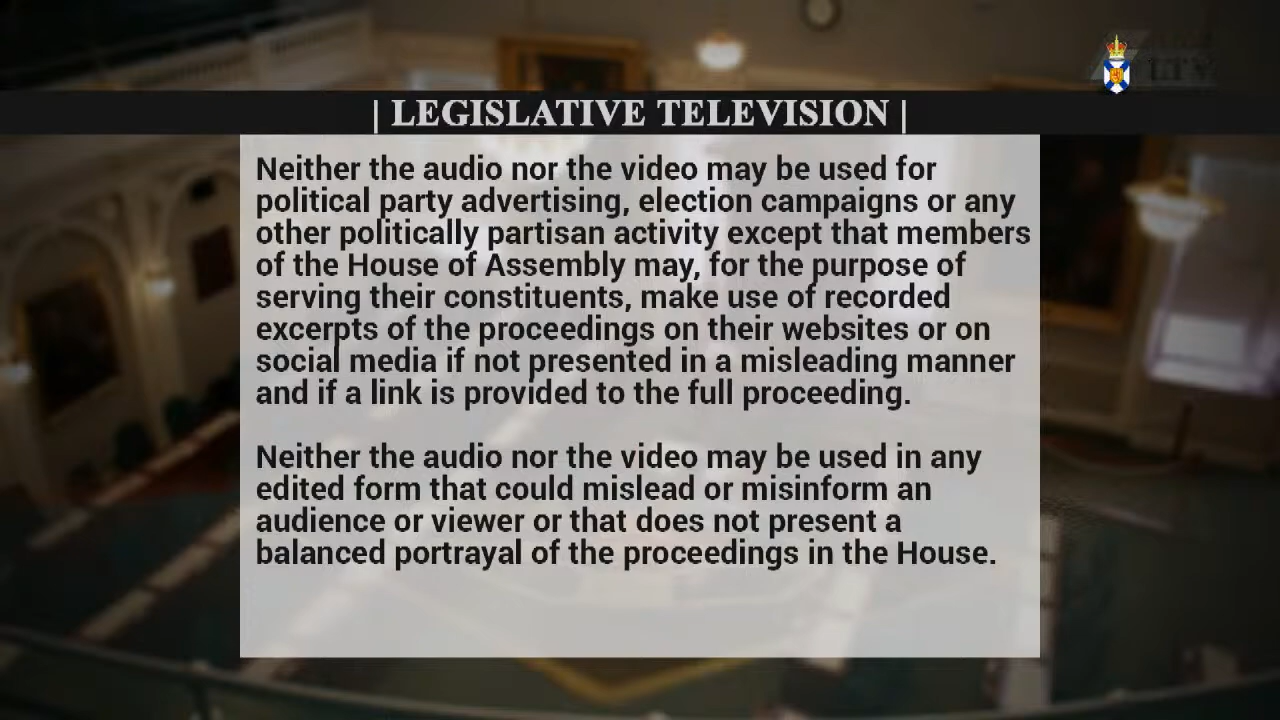 | LEGISLATIVE TELEVISION |
Neither the audio nor the video may be used for
political party advertising, election campaigns or any
other politically partisan activity except that members
of the House of Assembly may, for the purpose of
serving their constituents, make use of recorded
excerpts of the proceedings on their websites or on
social media if not presented in a misleading manner
and if a link is provided to the full proceeding.
Neither the audio nor the video may be used in any
edited form that could mislead or misinform an
audience or viewer or that does not present a
balanced portrayal of the proceedings in the House.